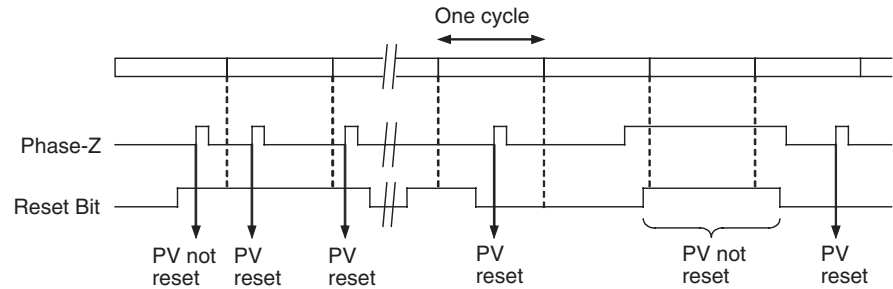 One cycle
Phase-Z
Reset Bit
PV not
reset
PV
reset
PV
reset
PV
reset
PV not
reset
PV
reset